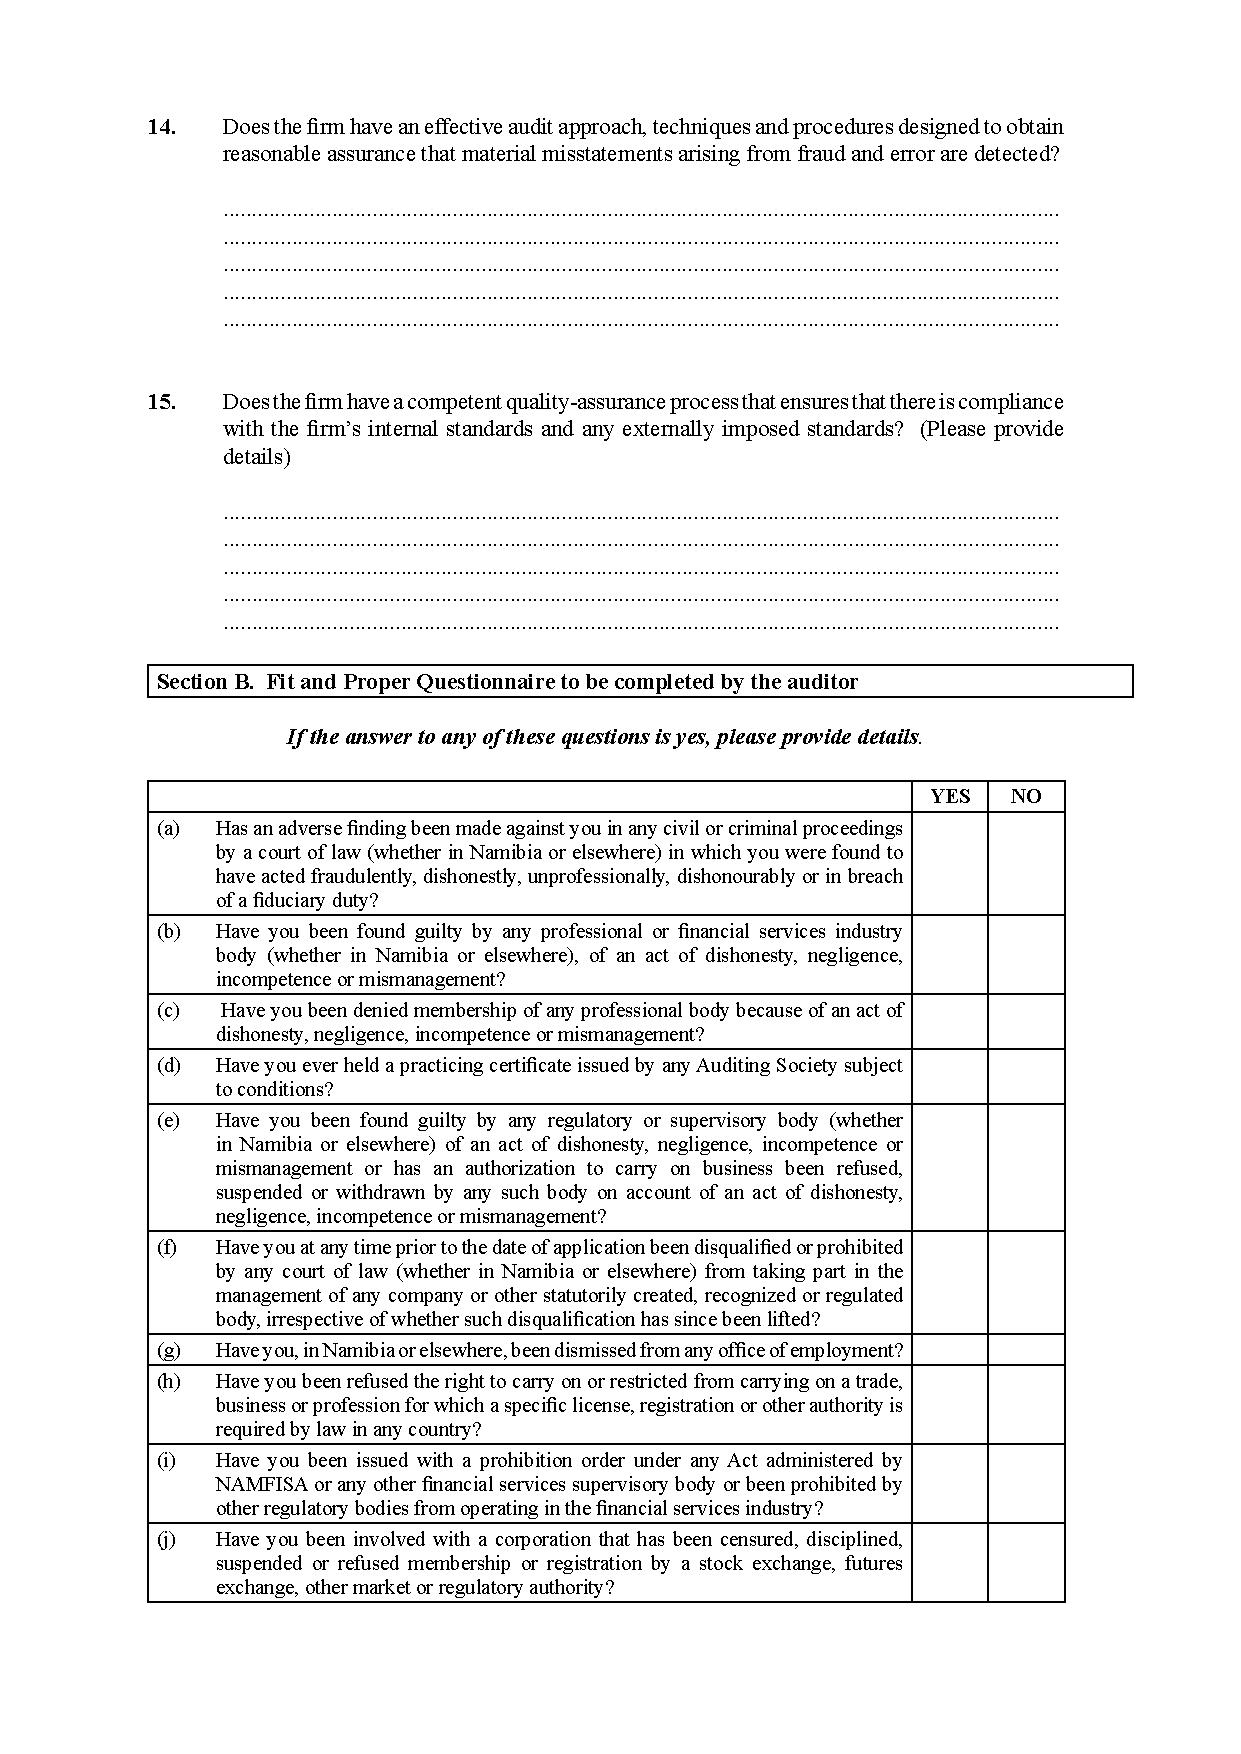 14. Does the firm have an effective audit approach, techniques and procedures designed to obtain
reasonable assurance that material misstatements arising from fraud and error are detected?
....................................................................................................................................................
....................................................................................................................................................
....................................................................................................................................................
....................................................................................................................................................
....................................................................................................................................................
15. Does the firm have a competent quality-assurance process that ensures that there is compliance
with the firm’s internal standards and any externally imposed standards? (Please provide
details)
....................................................................................................................................................
....................................................................................................................................................
....................................................................................................................................................
....................................................................................................................................................
....................................................................................................................................................
Section B. Fit and Proper Questionnaire to be completed by the auditor
If the answer to any of these questions is yes, please provide details.
YES NO
(a) Has an adverse finding been made against you in any civil or criminal proceedings
by a court of law (whether in Namibia or elsewhere) in which you were found to
have acted fraudulently, dishonestly, unprofessionally, dishonourably or in breach
of a fiduciary duty?
(b) Have you been found guilty by any professional or financial services industry
body (whether in Namibia or elsewhere), of an act of dishonesty, negligence,
incompetence or mismanagement?
(c) Have you been denied membership of any professional body because of an act of
dishonesty, negligence, incompetence or mismanagement?
(d) Have you ever held a practicing certificate issued by any Auditing Society subject
to conditions?
(e) Have you been found guilty by any regulatory or supervisory body (whether
in Namibia or elsewhere) of an act of dishonesty, negligence, incompetence or
mismanagement or has an authorization to carry on business been refused,
suspended or withdrawn by any such body on account of an act of dishonesty,
negligence, incompetence or mismanagement?
(f) Have you at any time prior to the date of application been disqualified or prohibited
by any court of law (whether in Namibia or elsewhere) from taking part in the
management of any company or other statutorily created, recognized or regulated
body, irrespective of whether such disqualification has since been lifted?
(g) Have you, in Namibia or elsewhere, been dismissed from any office of employment?
(h) Have you been refused the right to carry on or restricted from carrying on a trade,
business or profession for which a specific license, registration or other authority is
required by law in any country?
(i) Have you been issued with a prohibition order under any Act administered by
NAMFISA or any other financial services supervisory body or been prohibited by
other regulatory bodies from operating in the financial services industry?
(j) Have you been involved with a corporation that has been censured, disciplined,
suspended or refused membership or registration by a stock exchange, futures
exchange, other market or regulatory authority?